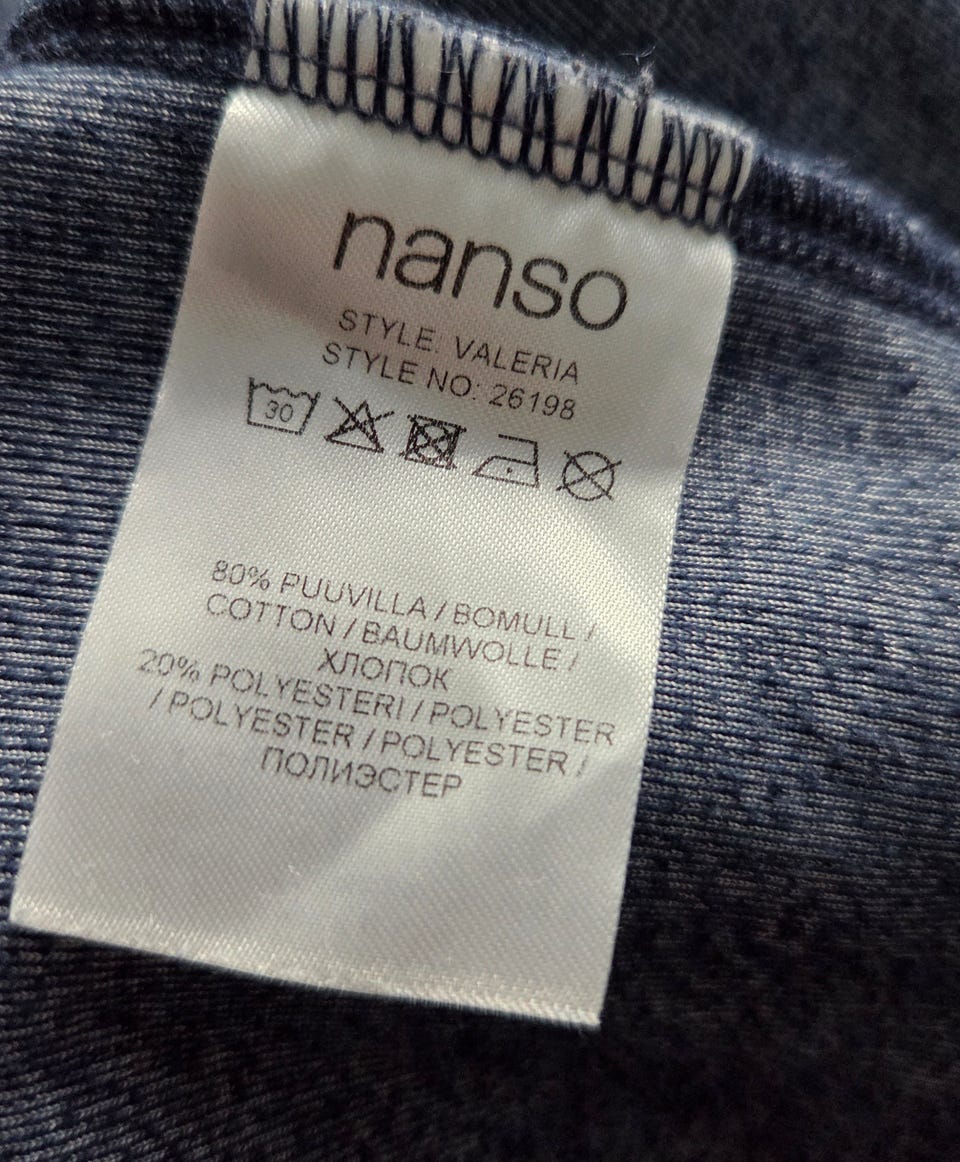 nanso
STYLE: VALERIA
STYLE NO: 26198
30
80% PUUVILLA / BOMULL /
COTTON / BAUMWOLLE /
ХЛОПОК
20% POLYESTERI / POLYESTER
/ POLYESTER / POLYESTER /
ПОЛИЭСТЕР